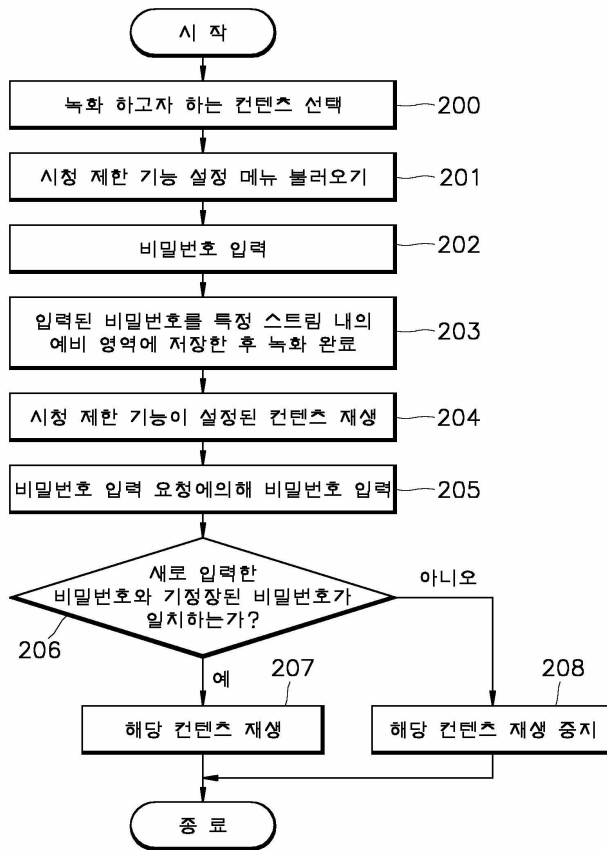 시 작
녹화 하고자 하는 컨텐츠 선택
200
시청 제한 기능 설정 메뉴 불러오기
201
비밀번호 입력
202
입력된 비밀번호를 특정 스트림 내의
예비 영역에 저장한 후 녹화 완료
203
시청 제한 기능이 설정된 컨텐츠 재생
204
비밀번호 입력 요청에의해 비밀번호 입력
205
새로 입력한
비밀번호와 기정장된 비밀번호가
일치하는가?
206
아니오
예
207
해당 컨텐츠 재생
208
해당 컨텐츠 재생 중지
종 료